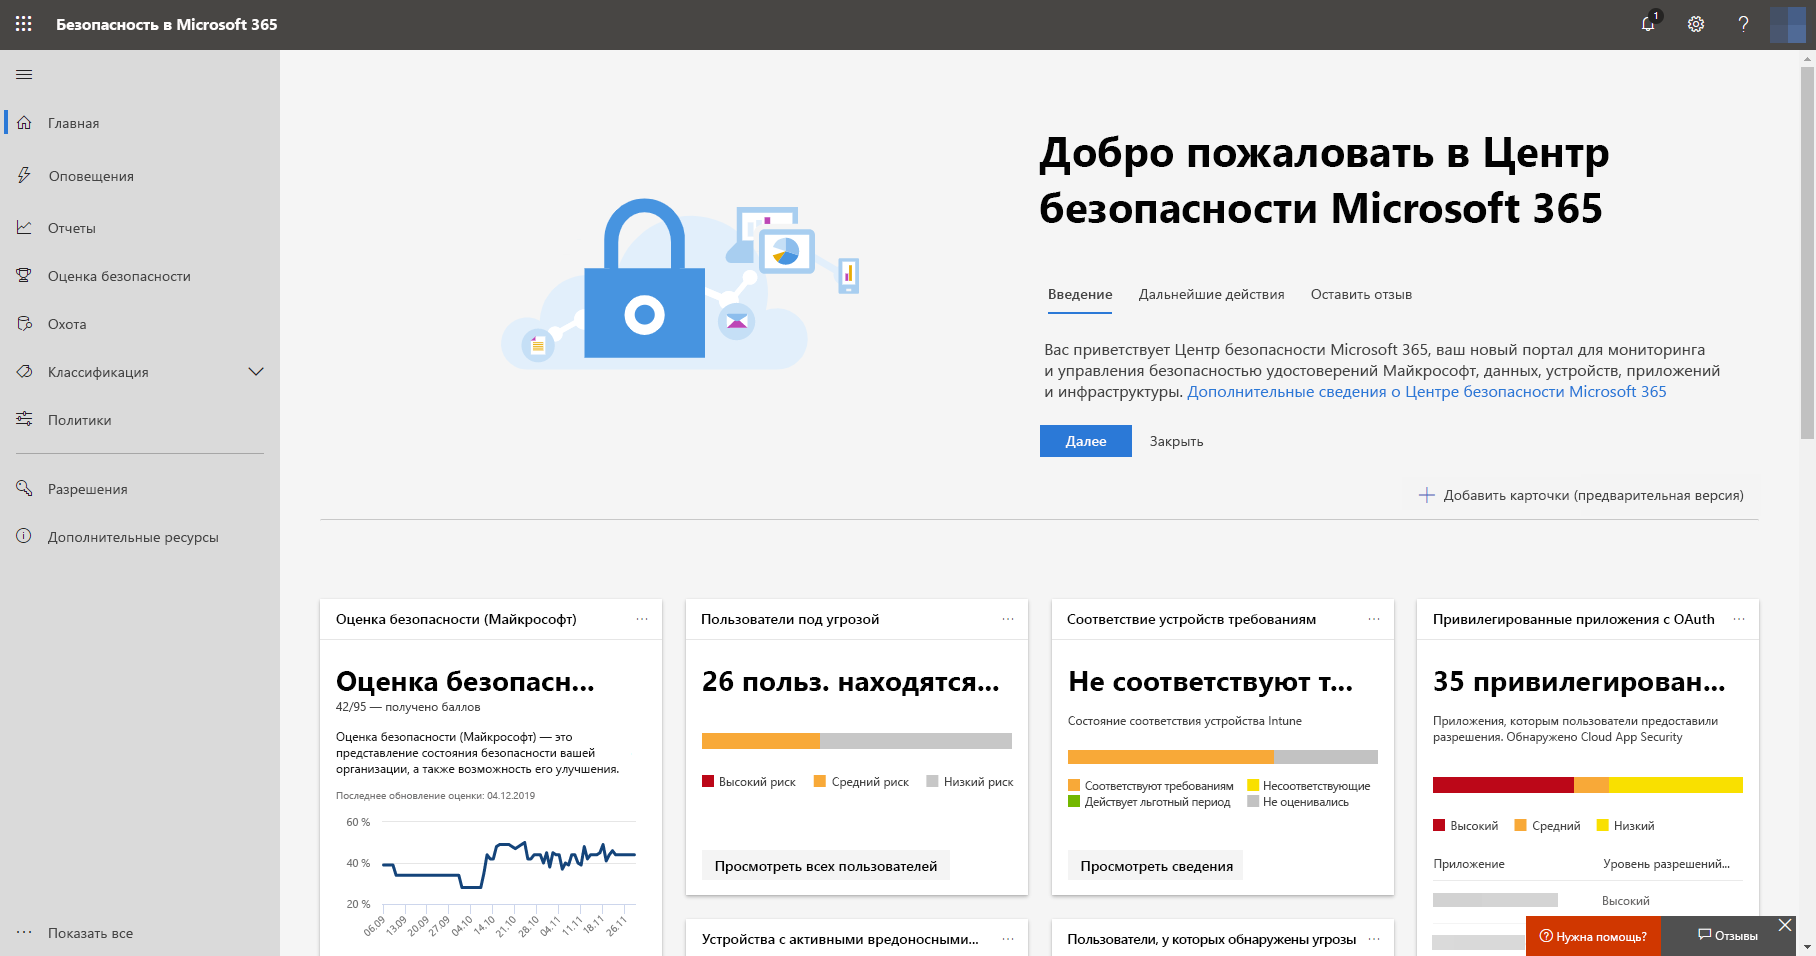 Безопасность в Microsoft 365
1
?
Главная
Оповещения
Отчеты
Оценка безопасности
Охота
Классификация
Политики
Разрешения
Дополнительные ресурсы
Показать все
Добро пожаловать в Центр
безопасности Microsoft 365
Введение Дальнейшие действия Оставить отзыв
Вас приветствует Центр безопасности Microsoft 365, ваш новый портал для мониторинга
и управления безопасностью удостоверений Майкрософт, данных, устройств, приложений
и инфраструктуры. Дополнительные сведения о Центре безопасности Microsoft 365
Далее Закрыть
Добавить карточки (предварительная версия)
Оценка безопасности (Майкрософт)
Оценка безопасн...
42/95 — получено баллов
Оценка безопасности (Майкрософт) — это
представление состояния безопасности вашей
организации, а также возможность его улучшения.
Последнее обновление оценки: 04.12.2019
60 %
40 %
20 %
06.09 13.09 20.09 27.09 04.10 14.10 21.10 28.10 04.11 11.11 18.11 26.11
Пользователи под угрозой
26 польз. находятся...
Высокий риск Средний риск Низкий риск
Просмотреть всех пользователей
Соответствие устройств требованиям
Не соответствуют т...
Состояние соответствия устройства Intune
Соответствуют требованиям Несоответствующие
Действует льготный период Не оценивались
Просмотреть сведения
Привилегированные приложения с OAuth
35 привилегирован...
Приложения, которым пользователи предоставили
разрешения. Обнаружено Cloud App Security
Высокий Средний Низкий
Приложение Уровень разрешений...
Высокий
Устройства с активными вредоносными...
Пользователи, у которых обнаружены угрозы
Нужна помощь? Отзывы